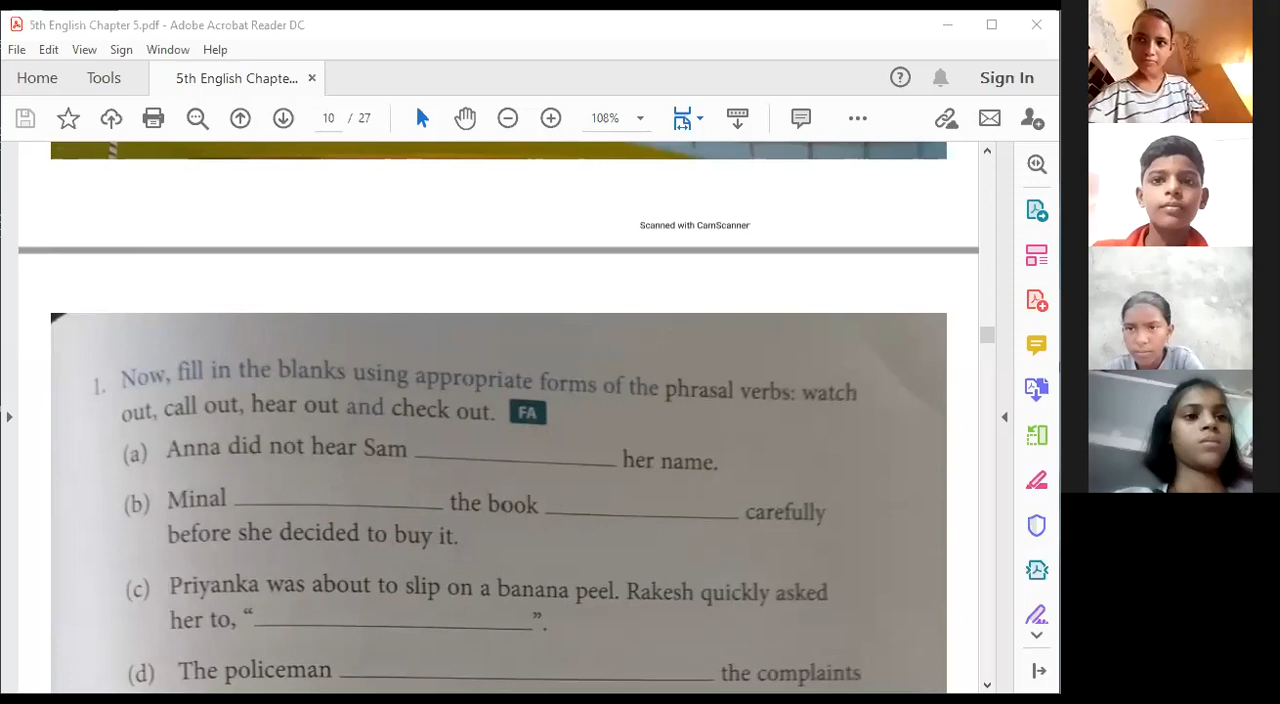 5th English Chapter 5.pdf - Adobe Acrobat Reader DC
File Edit View Sign Window Help
Home Tools 5th English Chapte... × Sign In
10 / 27 108%
Scanned with CamScanner
1. Now, fill in the blanks using appropriate forms of the phrasal verbs: watch
out, call out, hear out and check out. FA
(a) Anna did not hear Sam ____________ her name.
(b) Minal ____________ the book ____________ carefully
before she decided to buy it.
(c) Priyanka was about to slip on a banana peel. Rakesh quickly asked
her to, “____________”.
(d) The policeman ____________ the complaints